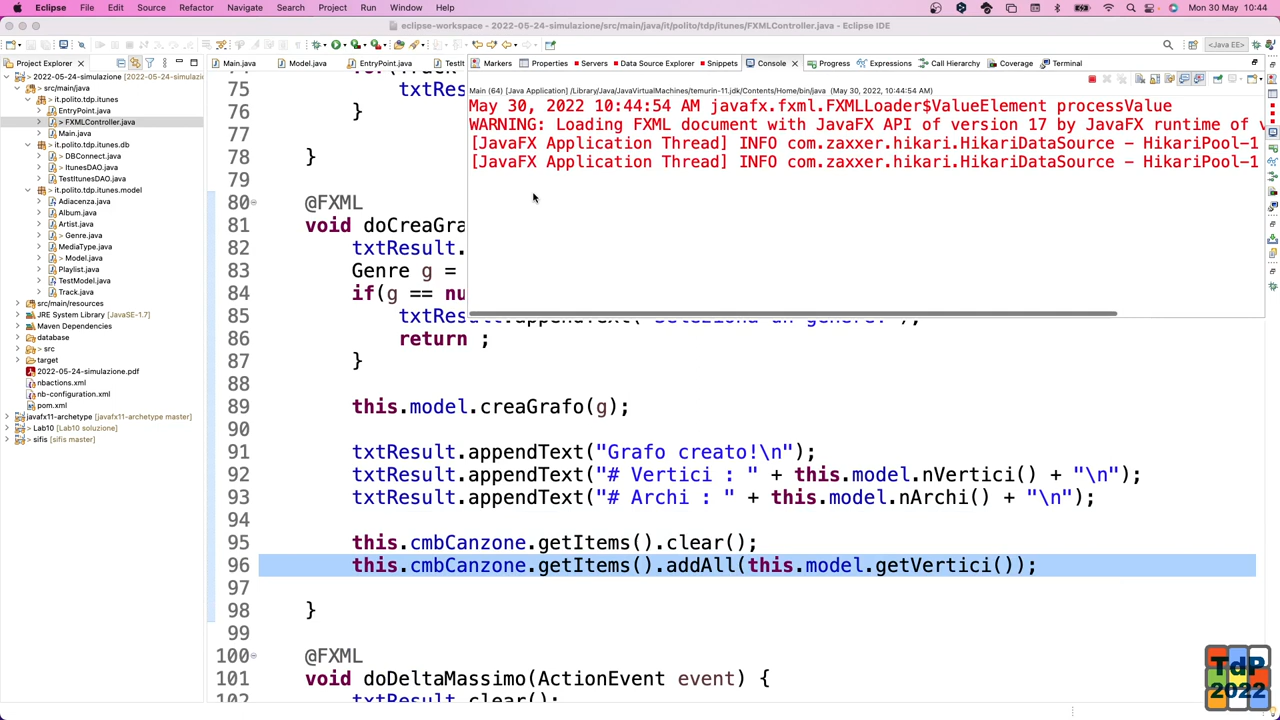 Eclipse File Edit Source Refactor Navigate Search Project Run Window Help Mon 30 May 10:44
eclipse-workspace - 2022-05-24-simulazione/src/main/java/it/polito/tdp/itunes/FXMLController.java - Eclipse IDE
<Java EE>
Project Explorer
Main.java Model.java EntryPoint.java
Markers Properties Servers Data Source Explorer Snippets Console Progress Expressions Call Hierarchy Coverage Terminal
Main (64) [Java Application] /Library/Java/JavaVirtualMachines/temurin-11.jdk/Contents/Home/bin/java (May 30, 2022 10:44:54 AM)
May 30, 2022 10:44:54 AM javafx.fxml.FXMLLoader$ValueElement processValue
WARNING: Loading FXML document with JavaFX API of version 17 by JavaFX runtime of
[JavaFX Application Thread] INFO com.zaxxer.hikari.HikariDataSource - HikariPool-1
[JavaFX Application Thread] INFO com.zaxxer.hikari.HikariDataSource - HikariPool-1
2022-05-24-simulazione [2022-05-24-simulazi
src/main/java
it.polito.tdp.itunes
EntryPoint.java
> FXMLController.java
Main.java
it.polito.tdp.itunes.db
DBConnect.java
ItunesDAO.java
TestItunesDAO.java
it.polito.tdp.itunes.model
Adiacenza.java
Album.java
Artist.java
> Genre.java
MediaType.java
> Model.java
Playlist.java
TestModel.java
Track.java
src/main/resources
JRE System Library [JavaSE-1.7]
Maven Dependencies
database
> src
target
2022-05-24-simulazione.pdf
nbactions.xml
nb-configuration.xml
pom.xml
javafx11-archetype [javafx11-archetype master]
> Lab10 [Lab10 soluzione]
> sifis [sifis master]
75 txtRes
76 }
77
78 }
79
80 @FXML
81 void doCreaGra
82 txtResult.
83 Genre g =
84 if(g == nu
85 txtRes
86 return ;
87 }
88
89 this.model.creaGrafo(g);
90
91 txtResult.appendText("Grafo creato!\n");
92 txtResult.appendText("# Vertici : " + this.model.nVertici() + "\n");
93 txtResult.appendText("# Archi : " + this.model.nArchi() + "\n");
94
95 this.cmbCanzone.getItems().clear();
96 this.cmbCanzone.getItems().addAll(this.model.getVertici());
97
98 }
99
100 @FXML
101 void doDeltaMassimo(ActionEvent event) {
102 txtResult.clear();
TdP
2022